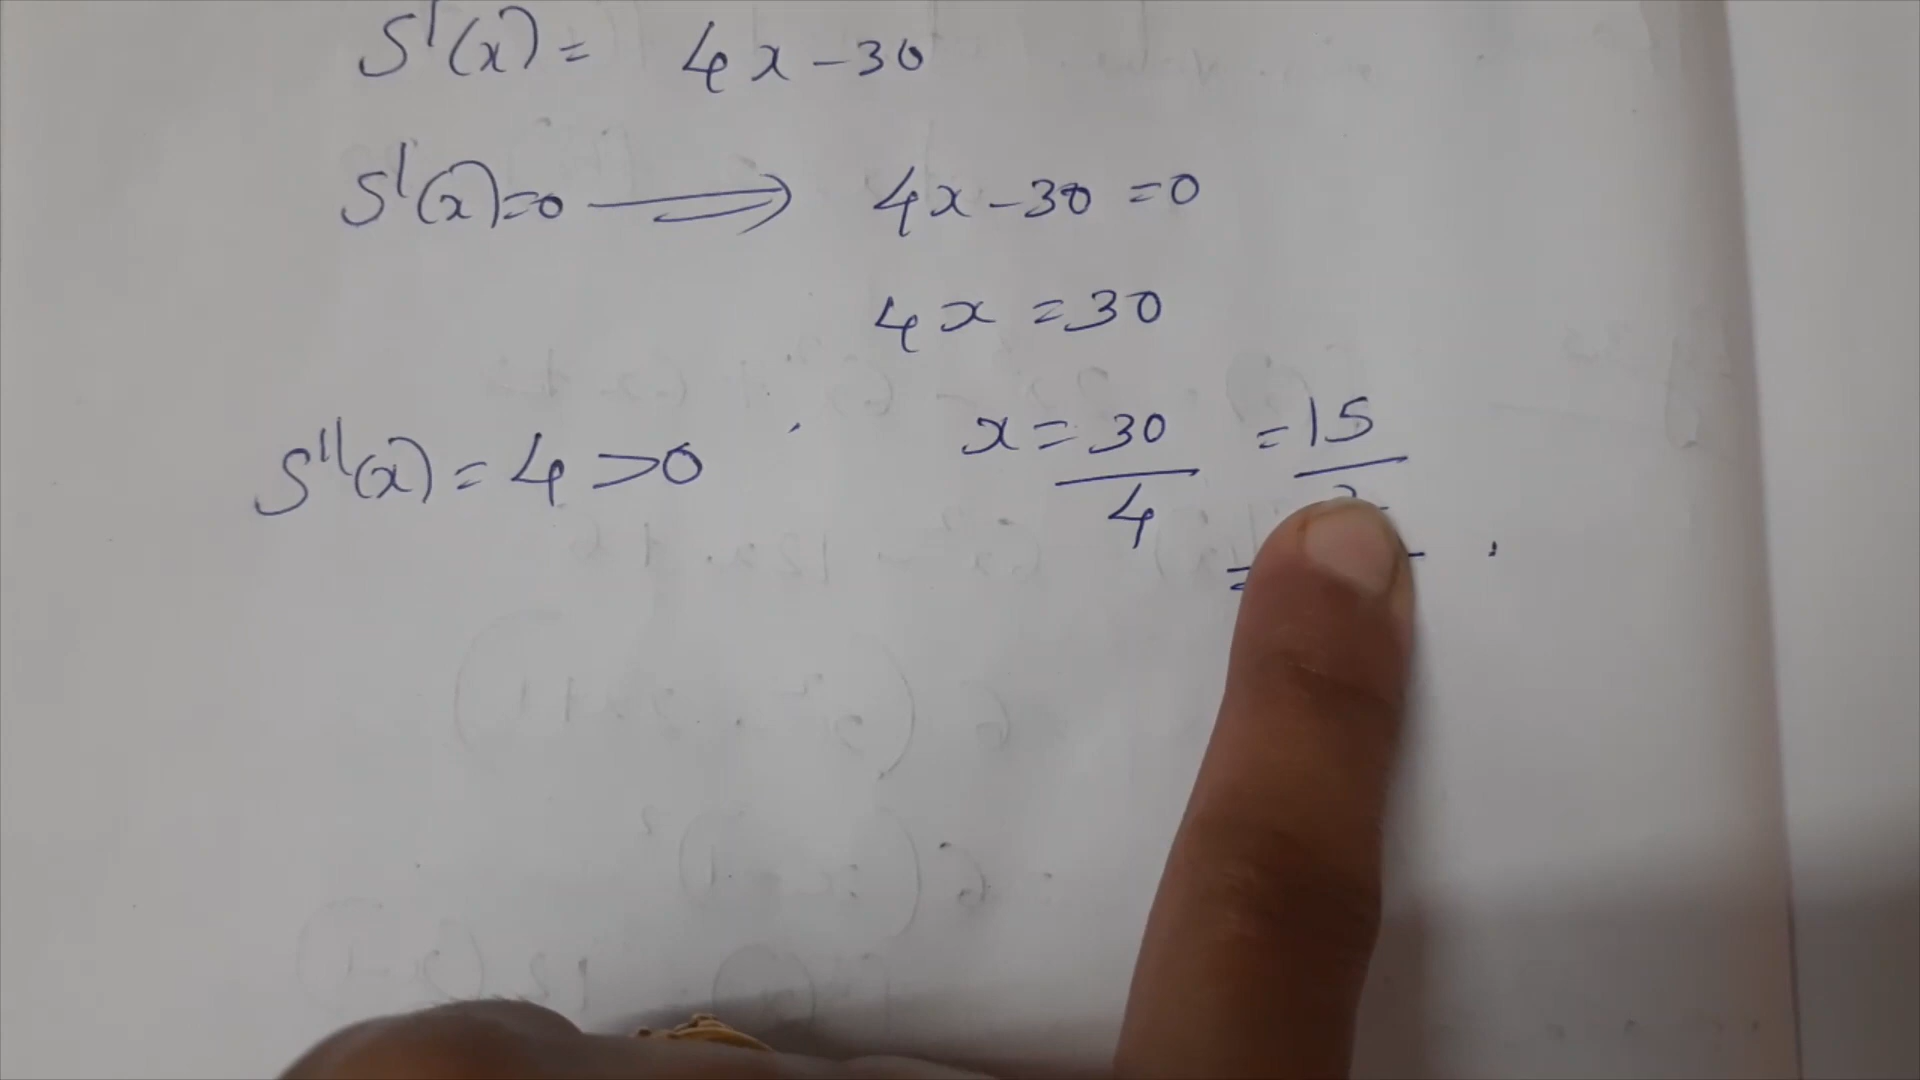 S'(x) = 4x - 30
S'(x) = 0 ⟹ 4x - 30 = 0
4x = 30
S''(x) = 4 > 0
x = 30/4 = 15/
=